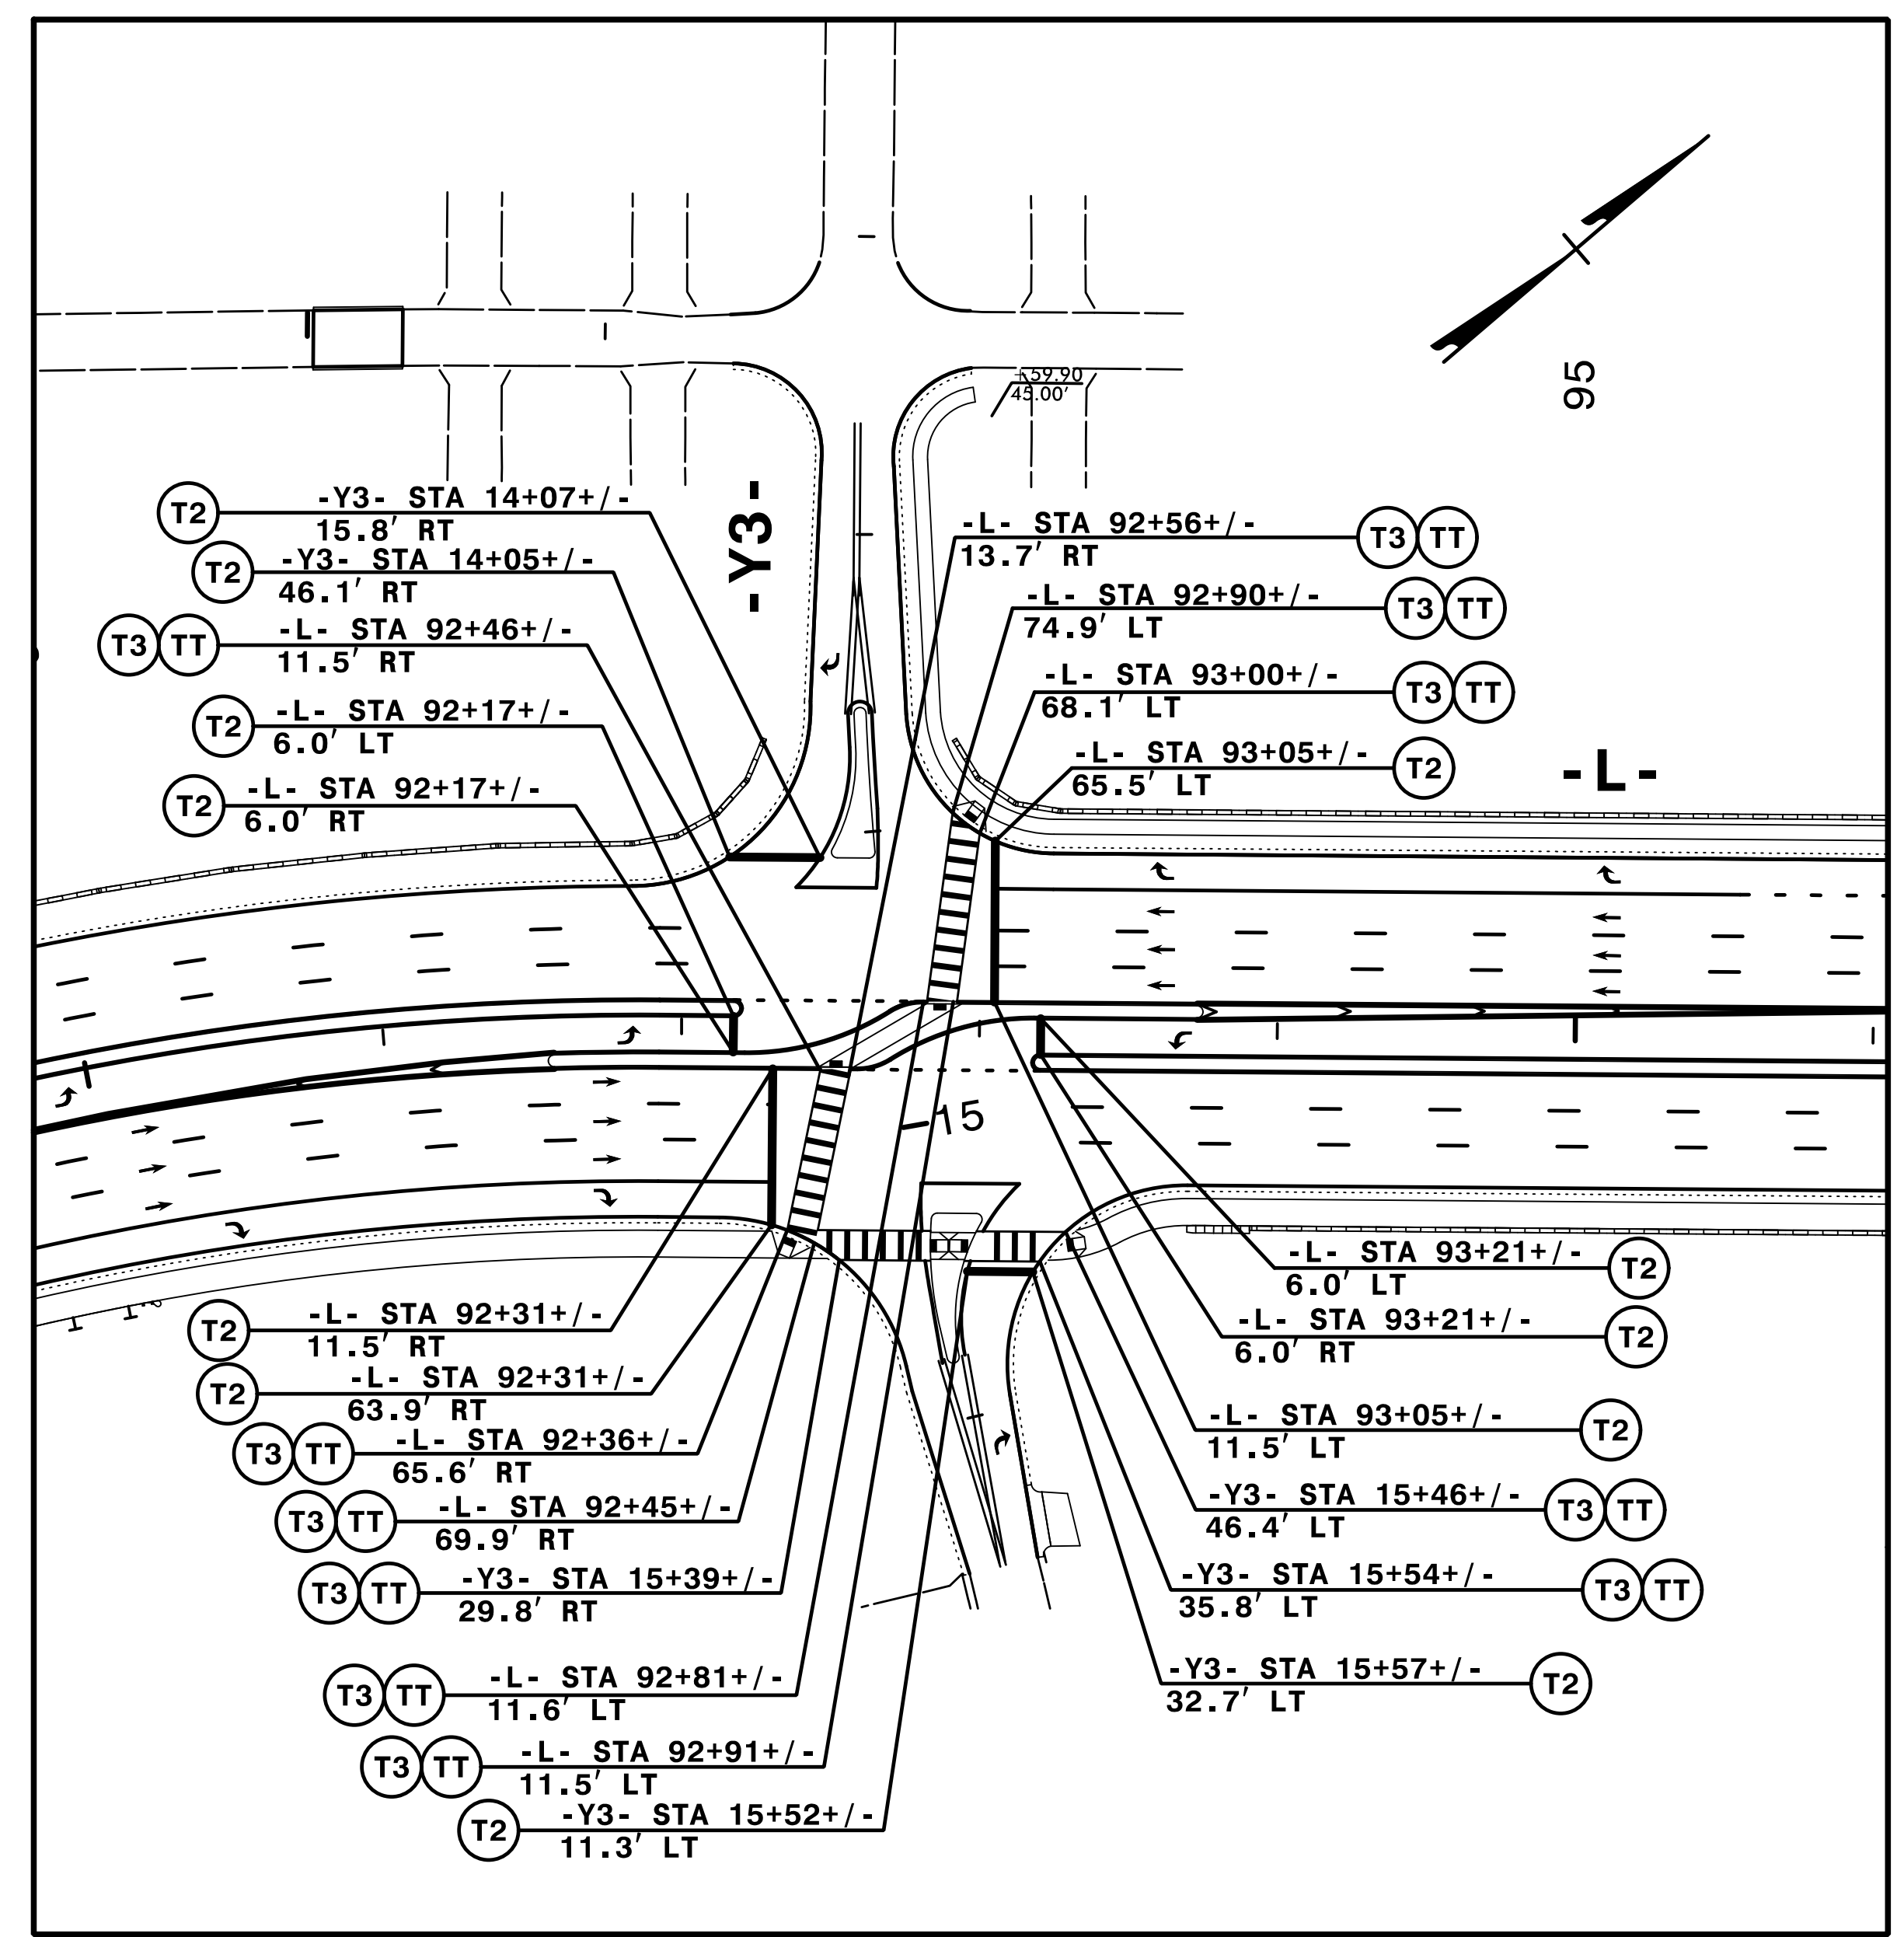 +59.90
45.00'
95
-Y3-
-L-
15
T2 -Y3- STA 14+07+/-
15.8' RT
T2 -Y3- STA 14+05+/-
46.1' RT
T3 TT -L- STA 92+46+/-
11.5' RT
T2 -L- STA 92+17+/-
6.0' LT
T2 -L- STA 92+17+/-
6.0' RT
-L- STA 92+56+/- T3 TT
13.7' RT
-L- STA 92+90+/- T3 TT
74.9' LT
-L- STA 93+00+/- T3 TT
68.1' LT
-L- STA 93+05+/- T2
65.5' LT
T2 -L- STA 92+31+/-
11.5' RT
T2 -L- STA 92+31+/-
63.9' RT
T3 TT -L- STA 92+36+/-
65.6' RT
T3 TT -L- STA 92+45+/-
69.9' RT
T3 TT -Y3- STA 15+39+/-
29.8' RT
T3 TT -L- STA 92+81+/-
11.6' LT
T3 TT -L- STA 92+91+/-
11.5' LT
T2 -Y3- STA 15+52+/-
11.3' LT
-L- STA 93+21+/- T2
6.0' LT
-L- STA 93+21+/- T2
6.0' RT
-L- STA 93+05+/- T2
11.5' LT
-Y3- STA 15+46+/- T3 TT
46.4' LT
-Y3- STA 15+54+/- T3 TT
35.8' LT
-Y3- STA 15+57+/- T2
32.7' LT